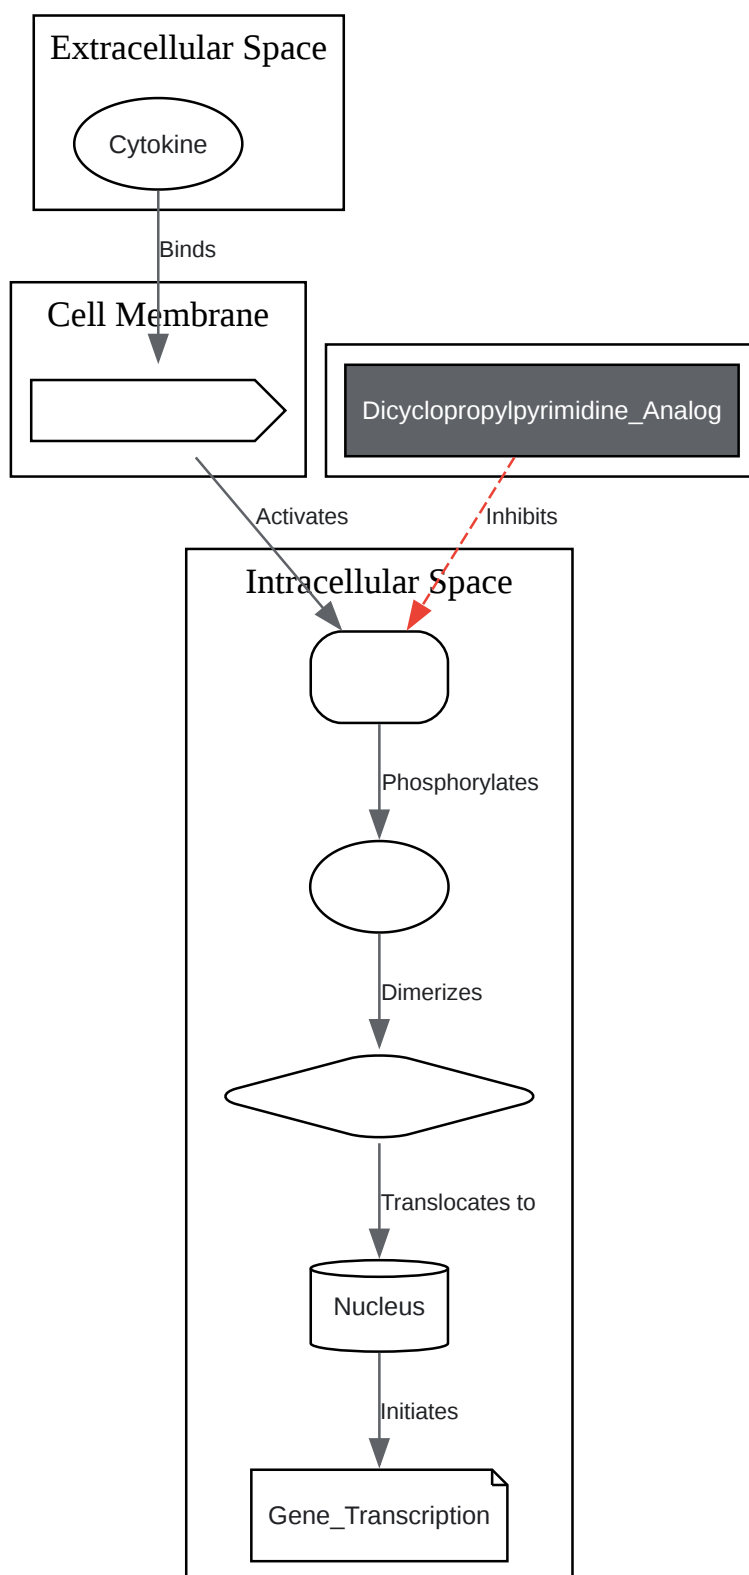 Extracellular Space
Cytokine
Binds
Cell Membrane
Dicyclopropylpyrimidine_Analog
Activates
Inhibits
Intracellular Space
Phosphorylates
Dimerizes
Translocates to
Nucleus
Initiates
Gene_Transcription